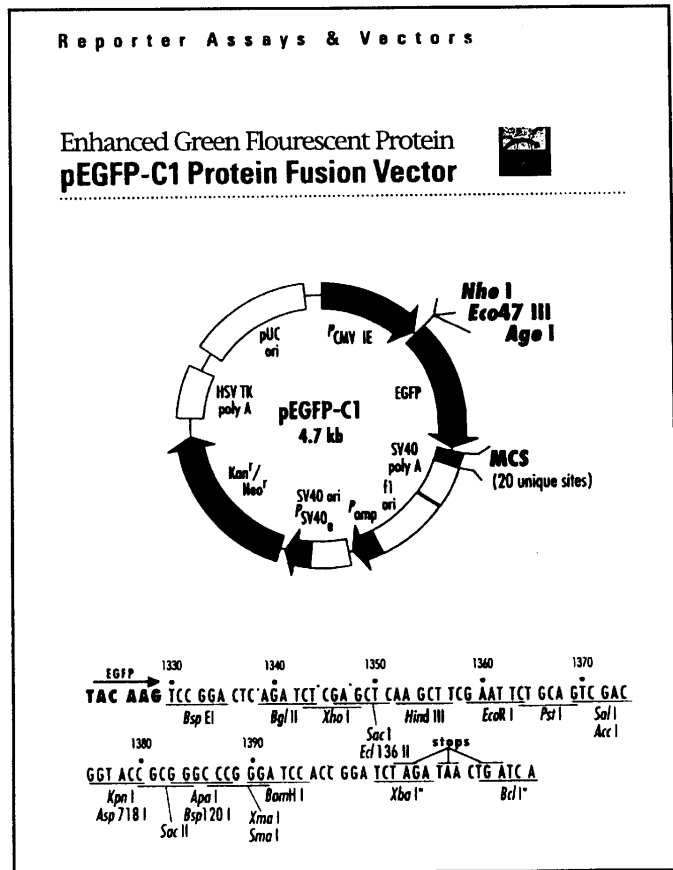 Reporter Assays & Vectors
Enhanced Green Flourescent Protein
pEGFP-C1 Protein Fusion Vector
Nhe I
Eco47 III
Age I
pUC
ori
PCMV IE
HSV TK
poly A
EGFP
pEGFP-C1
4.7 kb
SV40
poly A
MCS
(20 unique sites)
f1
ori
Kanr/
Neor
SV40 ori
PSV40e
Pamp
EGFP
1330 1340 1350 1360 1370
TAC AAG TCC GGA CTC AGA TCT CGA GCT CAA GCT TCG AAT TCT GCA GTC GAC
Bsp EI Bgl II Xho I Hind III EcoR I Pst I Sal I
Sac I Acc I
Ecl 136 II
1380 1390 stops
GGT ACC GCG GGC CCG GGA TCC ACC GGA TCT AGA TAA CTG ATC A
Kpn I Apa I BamH I Xba I* Bcl I*
Asp 718 I Bsp120 I Xma I
Sac II Sma I